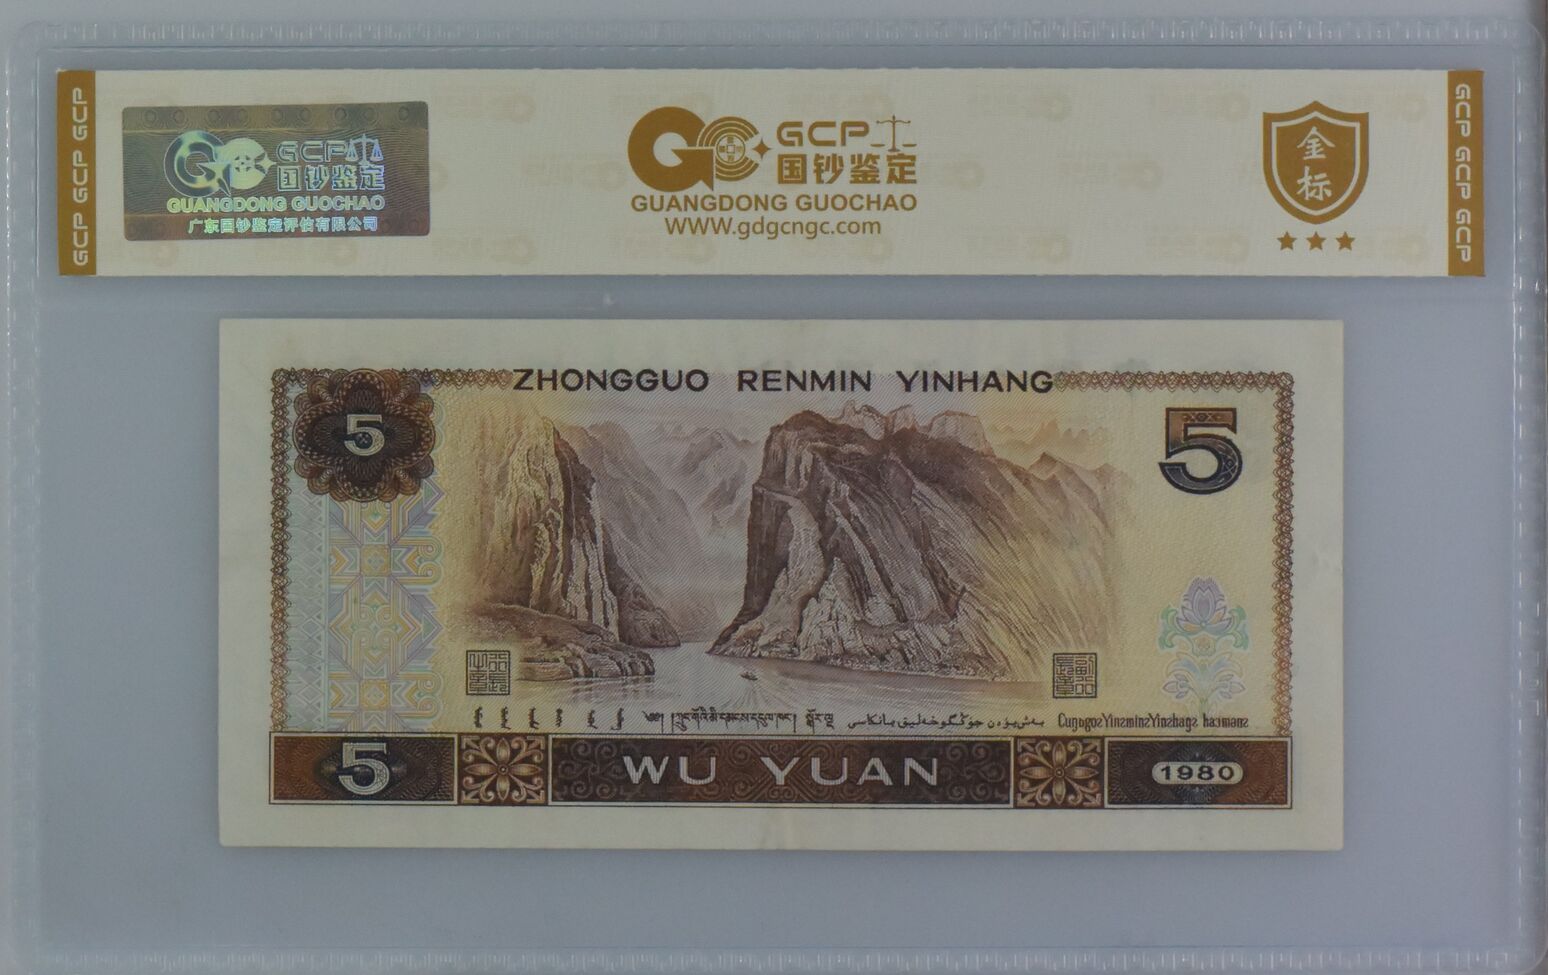 GCP GCP GCP
GCP
国钞鉴定
GUANGDONG GUOCHAO
广东国钞鉴定评估有限公司
GCP
国钞鉴定
GUANGDONG GUOCHAO
www.gdgcngc.com
金标
GCP GCP GCP
ZHONGGUO RENMIN YINHANG
5
5
5
WU YUAN
1980